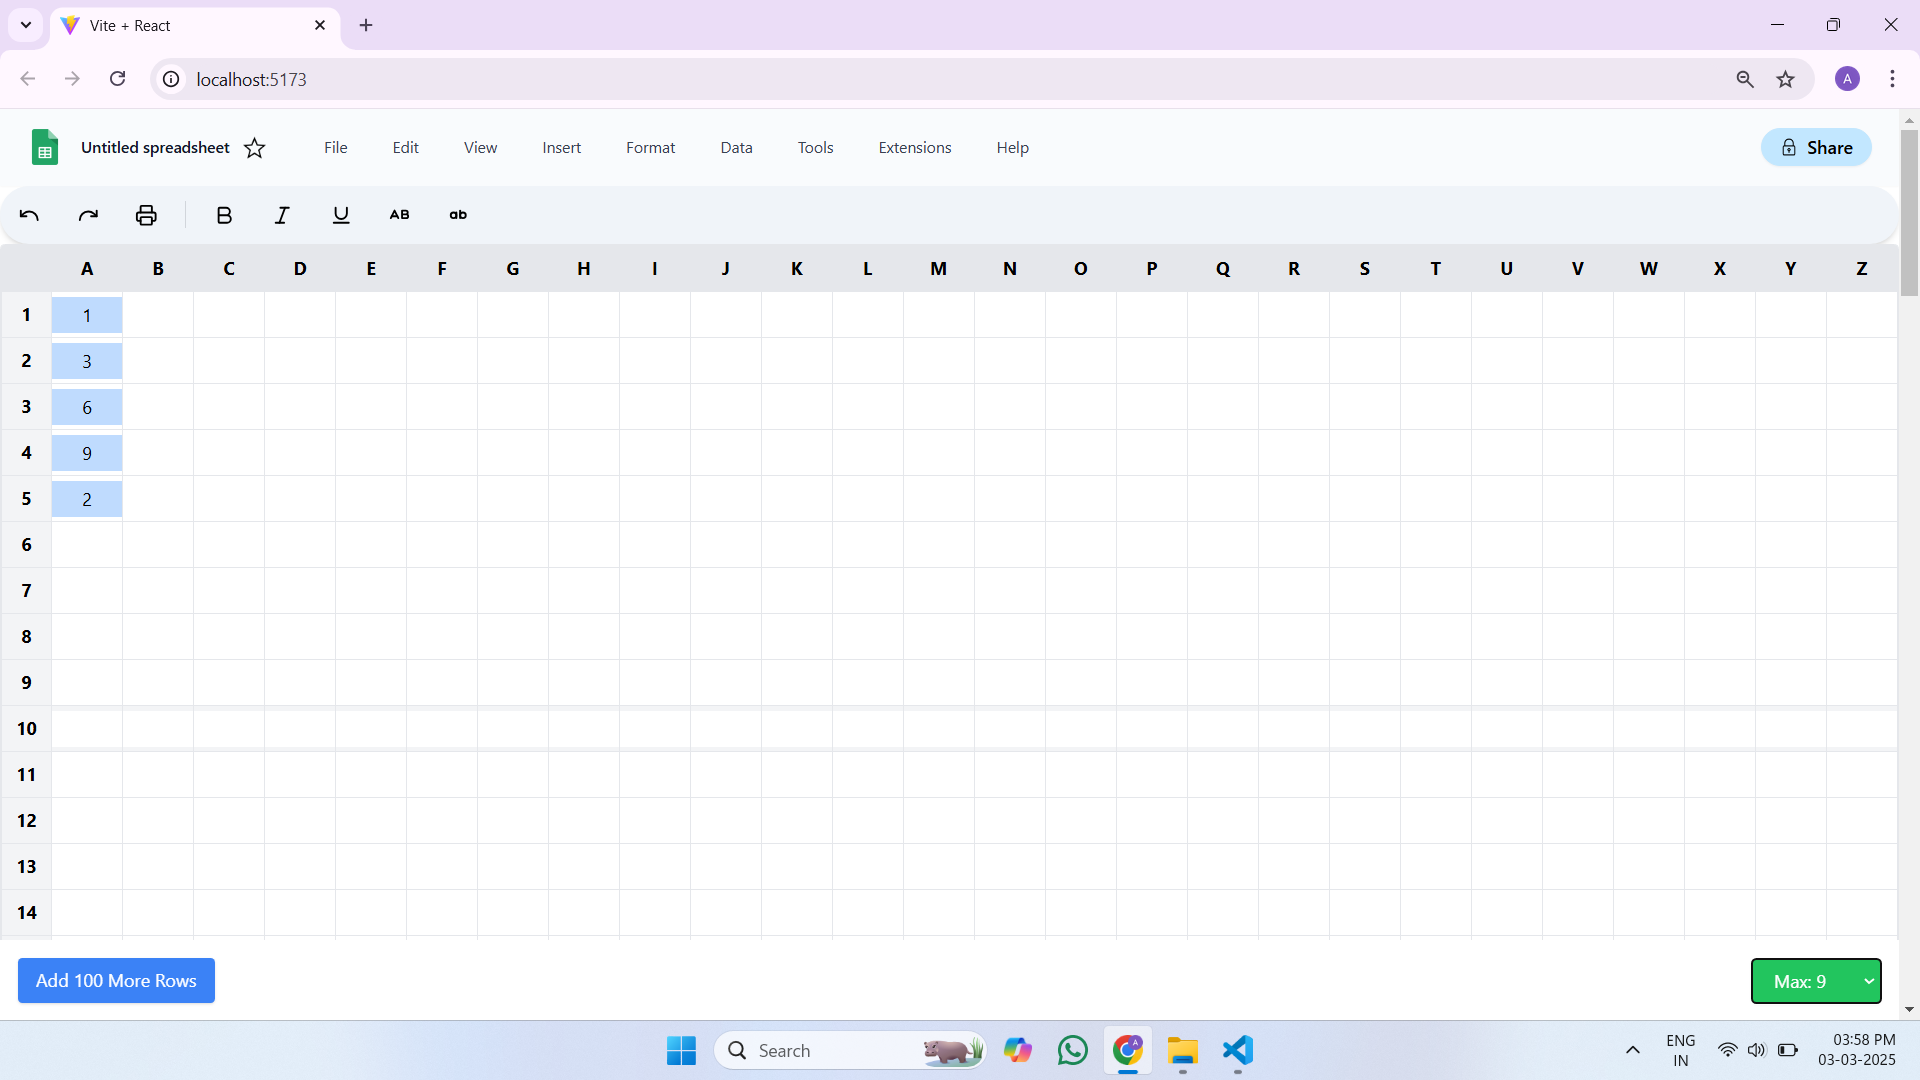 Vite + React
localhost:5173
A
Untitled spreadsheet File Edit View Insert Format Data Tools Extensions Help Share
B I U AB ab
A B C D E F G H I J K L M N O P Q R S T U V W X Y Z
1 1
2 3
3 6
4 9
5 2
6
7
8
9
10
11
12
13
14
Add 100 More Rows Max: 9
Search ENG IN 03:58 PM
03-03-2025